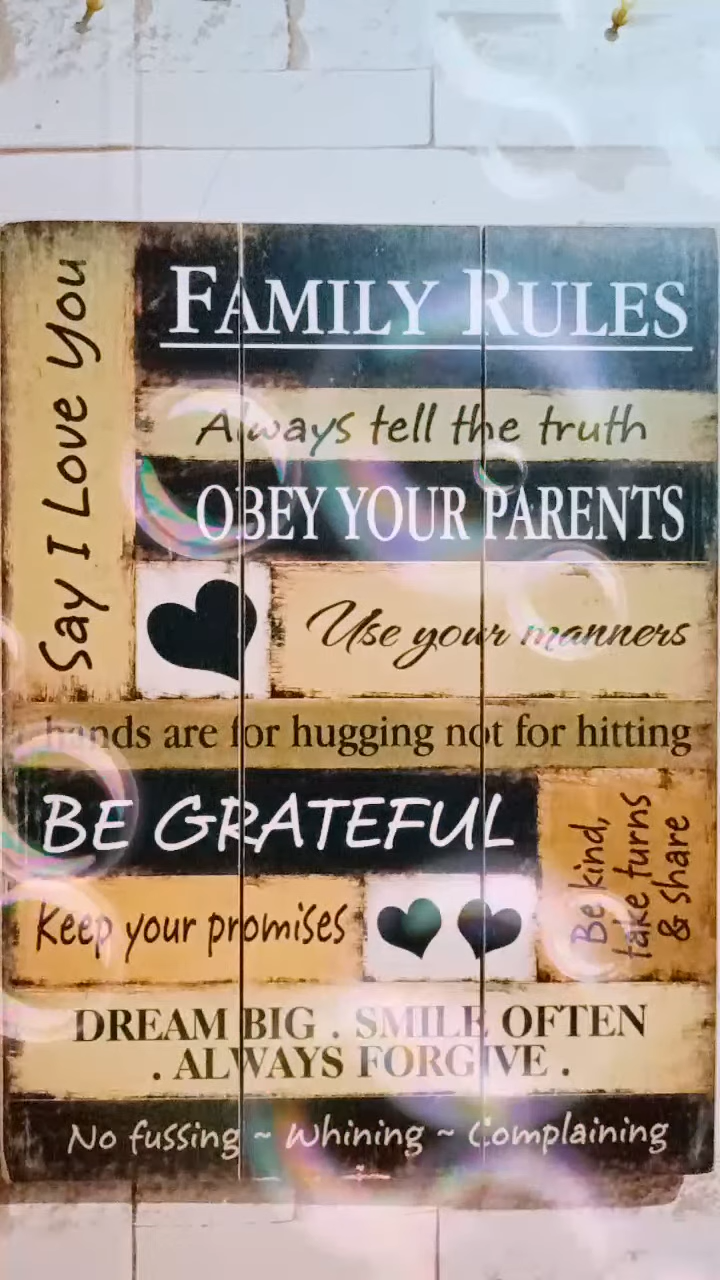 FAMILY RULES
Say I Love You
Always tell the truth
OBEY YOUR PARENTS
Use your manners
hands are for hugging not for hitting
BE GRATEFUL
Be kind,
take turns
& share
Keep your promises
DREAM BIG . SMILE OFTEN
. ALWAYS FORGIVE .
No fussing ~ Whining ~ Complaining